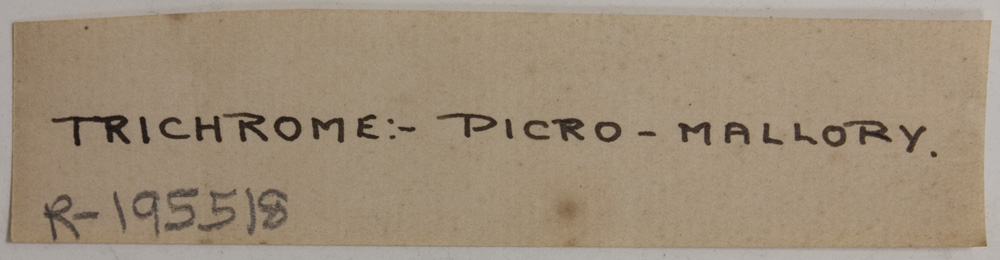 TRICHROME:- PICRO - MALLORY.
R-195518